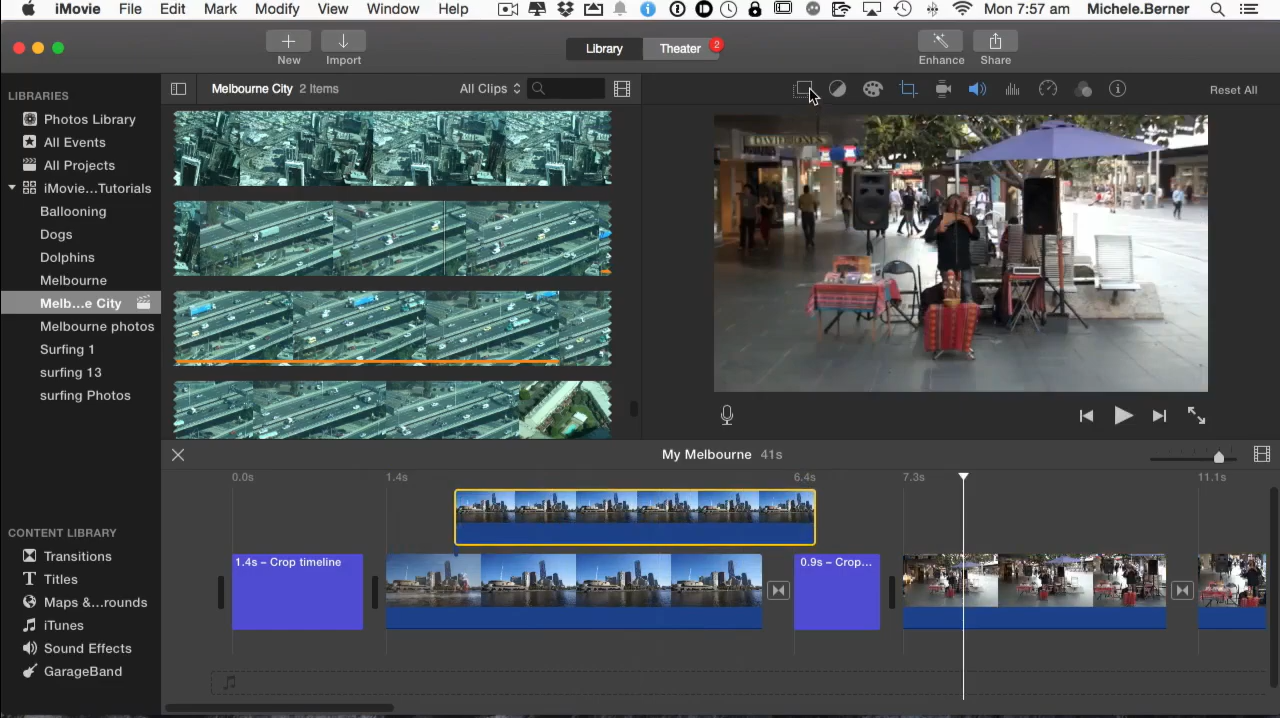 iMovie File Edit Mark Modify View Window Help Mon 7:57 am Michele.Berner
New Import Library Theater 2 Enhance Share
LIBRARIES
Photos Library
All Events
All Projects
iMovie…Tutorials
Ballooning
Dogs
Dolphins
Melbourne
Melb…e City
Melbourne photos
Surfing 1
surfing 13
surfing Photos
CONTENT LIBRARY
Transitions
Titles
Maps &…rounds
iTunes
Sound Effects
GarageBand
Melbourne City 2 Items All Clips
Reset All
My Melbourne 41s
0.0s 1.4s 6.4s 7.3s 11.1s
1.4s – Crop timeline
0.9s – Crop…